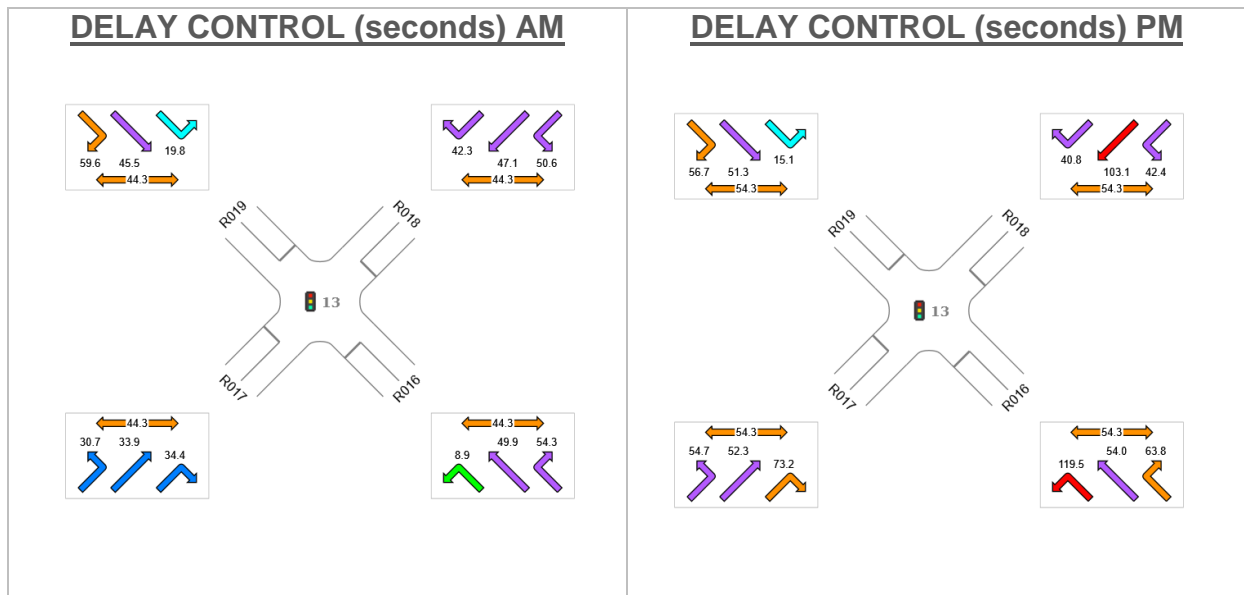 DELAY CONTROL (seconds) AM
59.6 45.5 19.8
44.3
42.3 47.1 50.6
44.3
R019
R018
13
R017
R016
44.3
30.7 33.9 34.4
44.3
8.9 49.9 54.3
DELAY CONTROL (seconds) PM
56.7 51.3 15.1
54.3
40.8 103.1 42.4
54.3
R019
R018
13
R017
R016
54.3
54.7 52.3 73.2
54.3
119.5 54.0 63.8